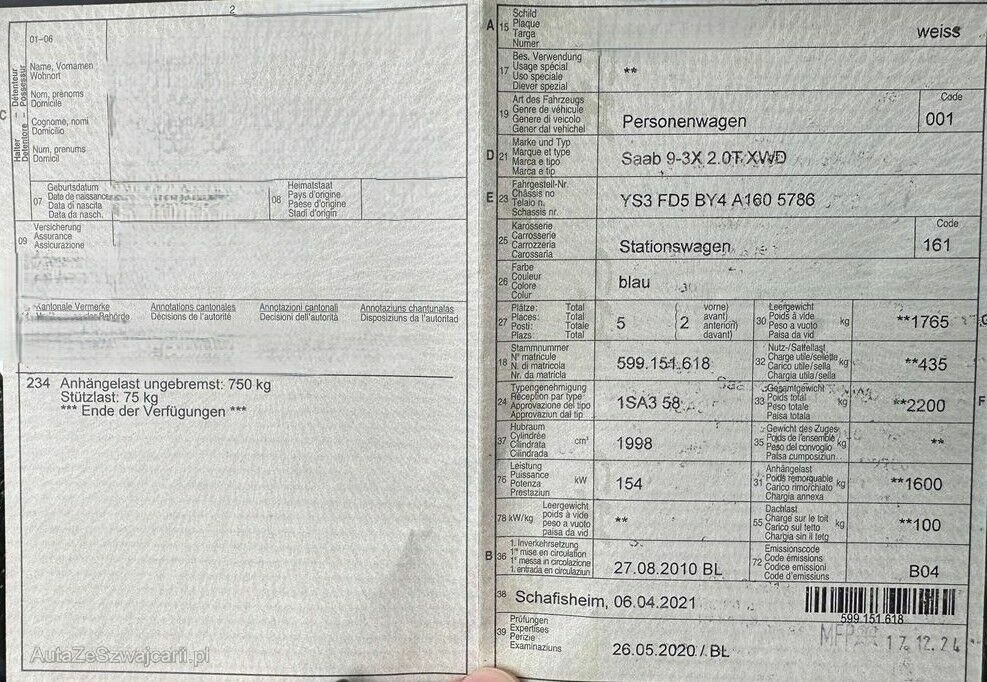 2
C
01–06
Halter – Détenteur
Detentore – Possessur
Name, Vornamen
Wohnort
Nom, prénoms
Domicile
Cognome, nomi
Domicilio
Num, prenums
Domicil
07
Geburtsdatum
Date de naissance
Data di nascita
Data da nasch.
08
Heimatstaat
Pays d'origine
Paese d'origine
Stadi d'origin
09
Versicherung
Assurance
Assicurazione
Kantonale Vermerke
Annotations cantonales
Décisions de l'autorité
Annotazioni cantonali
Decisioni dell'autorità
Annotaziuns chantunalas
Disposiziuns da l'autoritad
234 Anhängelast ungebremst: 750 kg
Stützlast: 75 kg
*** Ende der Verfügungen ***
AutaZeSzwajcarii.pl
A 15
Schild
Plaque
Targa
Numer
weiss
17
Bes. Verwendung
Usage spécial
Uso speciale
Diever spezial
**
19
Art des Fahrzeugs
Genre de véhicule
Genere di veicolo
Gener dal vehichel
Personenwagen
Code
001
D 21
Marke und Typ
Marque et type
Marca e tipo
Marca e tip
Saab 9-3X 2.0T XWD
E 23
Fahrgestell-Nr.
Châssis no
Telaio n.
Schassis nr.
YS3 FD5 BY4 A160 5786
25
Karosserie
Carrosserie
Carrozzeria
Carossaria
Stationswagen
Code
161
26
Farbe
Couleur
Colore
Colur
blau
27
Plätze: Total
Places: Total
Posti: Totale
Plazs: Total
5
( 2
vorne)
avant)
anteriori)
davant)
30
Leergewicht
Poids à vide
Peso a vuoto
Paisa da vid
kg
**1765
G
18
Stammnummer
N° matricule
N. di matricola
Nr. da matricla
599.151.618
32
Nutz-/Sattellast
Charge utile/sellette
Carico utile/sella
Chargia utila/sella
kg
**435
24
Typengenehmigung
Réception par type
Approvazione del tipo
Approvaziun dal tip
1SA3 58
33
Gesamtgewicht
Poids total
Peso totale
Paisa totala
kg
**2200
F
37
Hubraum
Cylindrée
Cilindrata
Cilindrada
cm³
1998
35
Gewicht des Zuges
Poids de l'ensemble
Peso del convoglio
Paisa cumposiziun
kg
**
76
Leistung
Puissance
Potenza
Prestaziun
kW
154
31
Anhängelast
Poids remorquable
Carico rimorchiato
Chargia annexa
kg
**1600
78 kW/kg
Leergewicht
poids à vide
peso a vuoto
paisa da vid
**
55
Dachlast
Charge sur le toit
Carico sul tetto
Chargia sin il tetg
kg
**100
B 36
1. Inverkehrsetzung
1re mise en circulation
1a messa in circolazione
1. entrada en circulaziun
27.08.2010 BL
72
Emissionscode
Code émissions
Codice emissioni
Code d'emissiuns
B04
38
Schafisheim, 06.04.2021
599.151.618
39
Prüfungen
Expertises
Perizie
Examinaziuns
26.05.2020 / BL
17. 12. 24